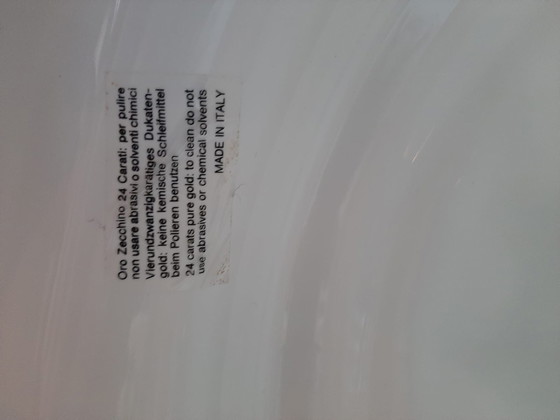 Oro Zecchino 24 Carati: per pulire
non usare abrasivi o solventi chimici
Vierundzwanzigkarätiges Dukaten-
gold: keine kemische Schleifmittel
beim Polieren benutzen
24 carats pure gold: to clean do not
use abrasives or chemical solvents
MADE IN ITALY